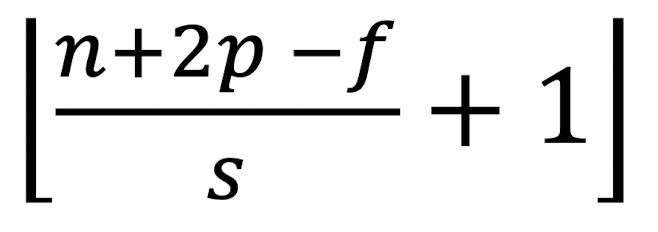 ⌊(n+2p −f)/s + 1⌋